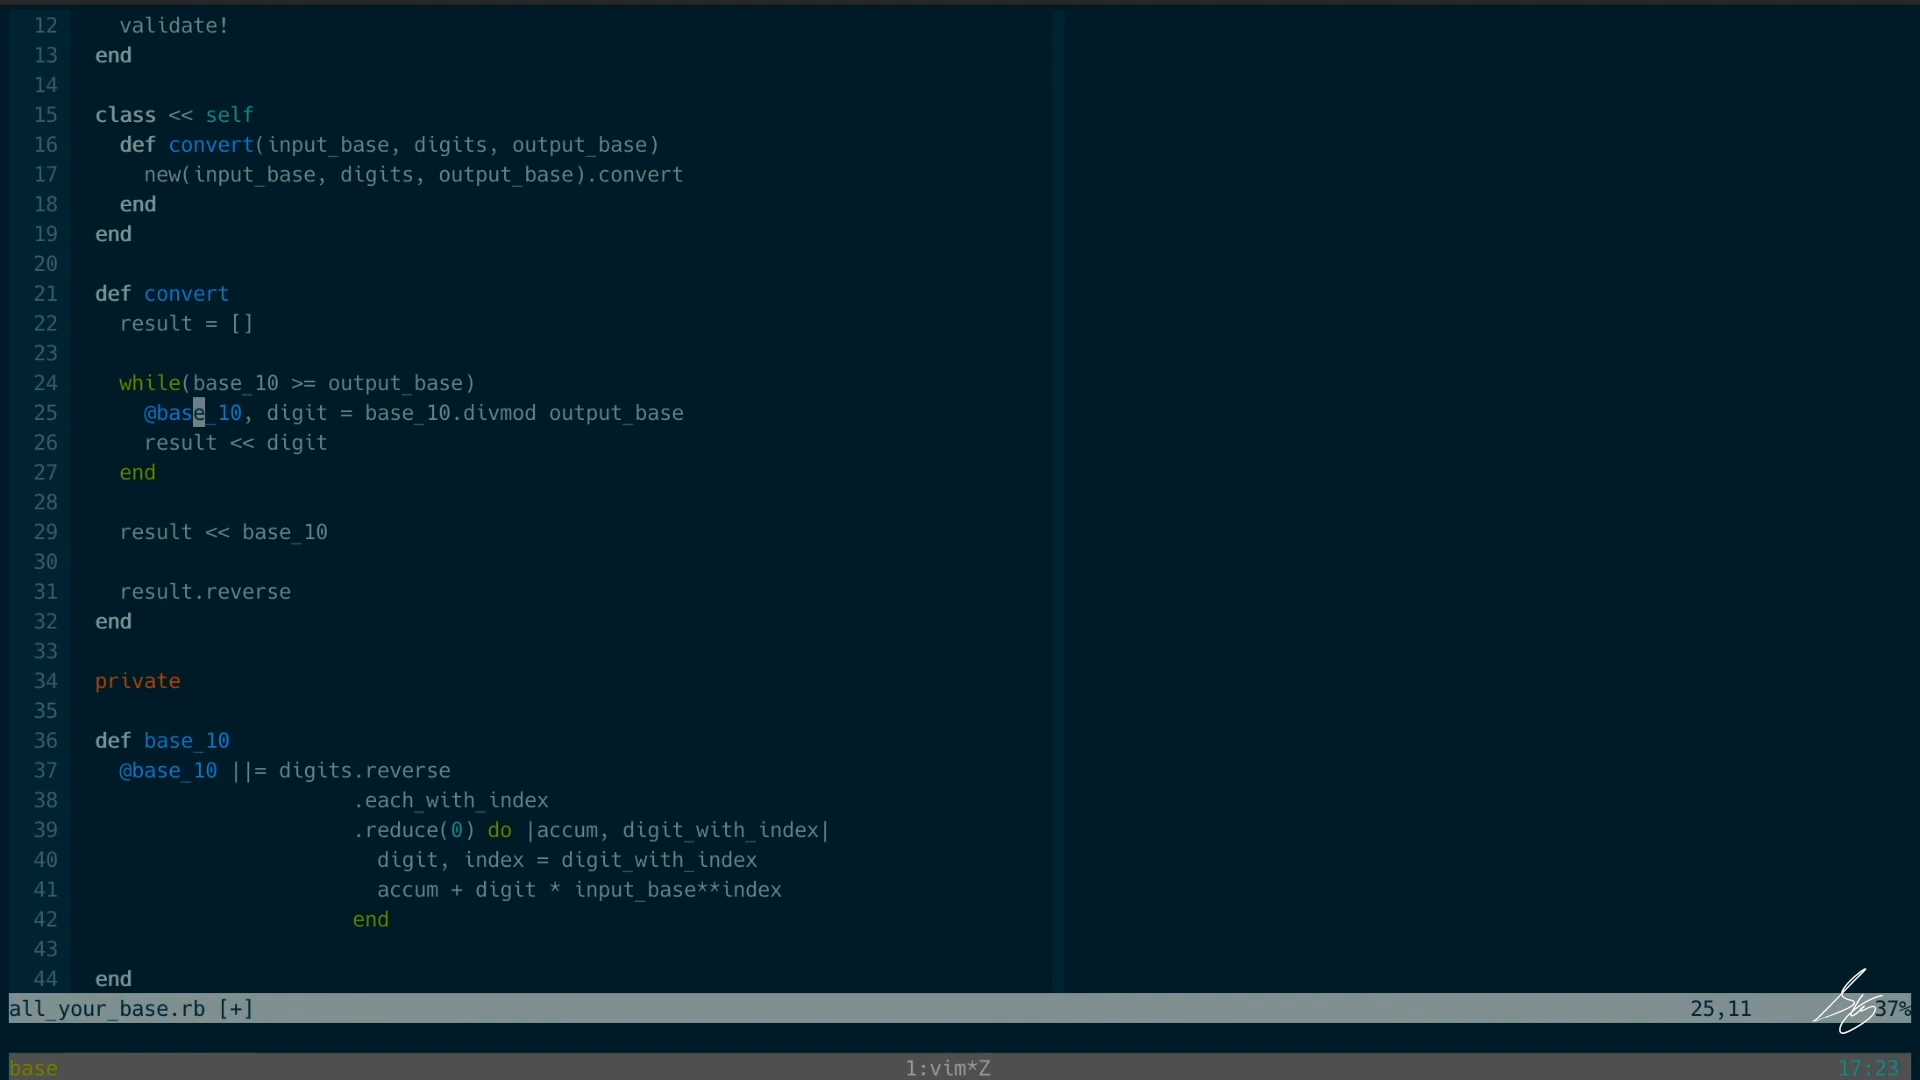 12 validate!
13 end
14
15 class << self
16 def convert(input_base, digits, output_base)
17 new(input_base, digits, output_base).convert
18 end
19 end
20
21 def convert
22 result = []
23
24 while(base_10 >= output_base)
25 @base_10, digit = base_10.divmod output_base
26 result << digit
27 end
28
29 result << base_10
30
31 result.reverse
32 end
33
34 private
35
36 def base_10
37 @base_10 ||= digits.reverse
38 .each_with_index
39 .reduce(0) do |accum, digit_with_index|
40 digit, index = digit_with_index
41 accum + digit * input_base**index
42 end
43
44 end
all_your_base.rb [+] 25,11 37%
base 1:vim*Z 17:23